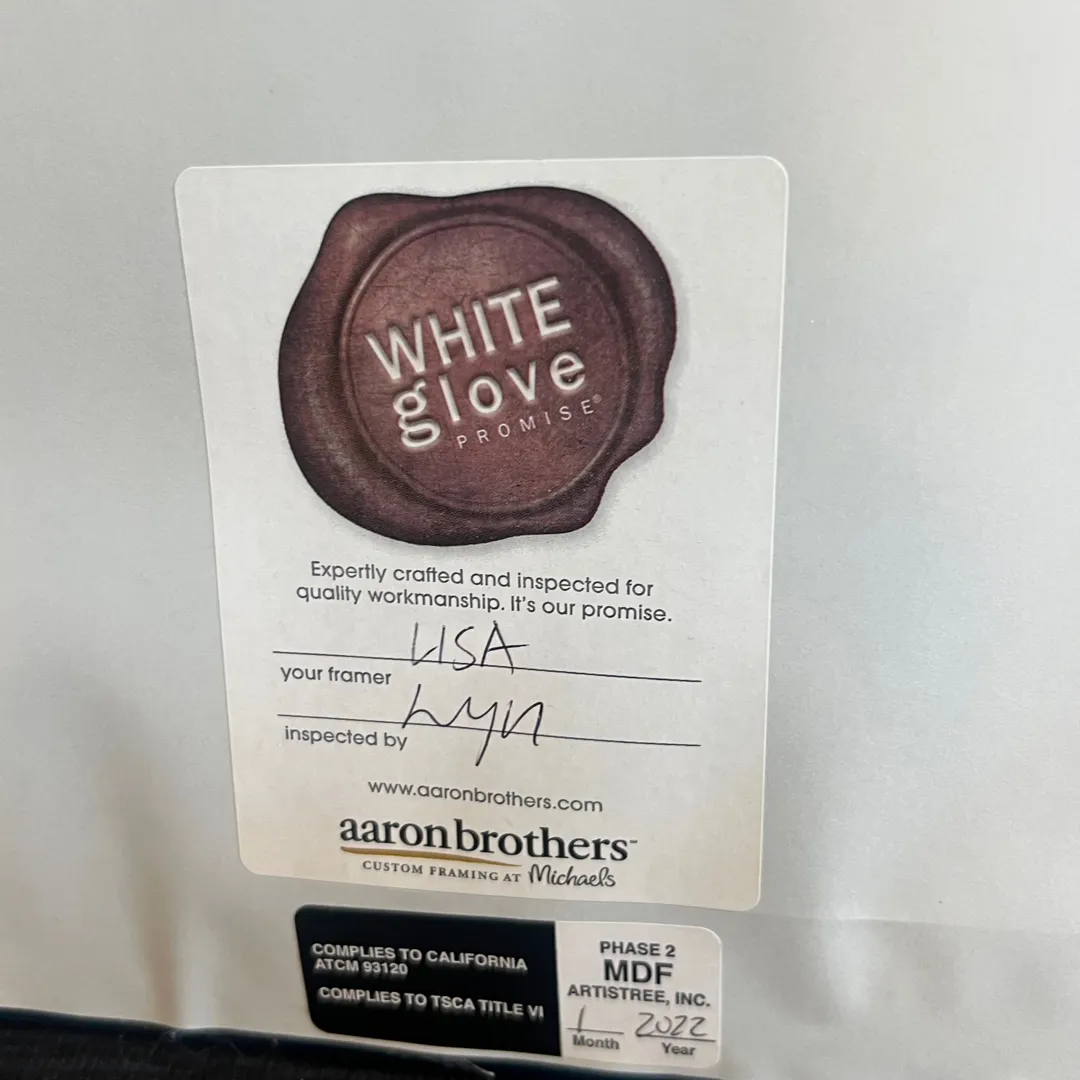 WHITE
glove
PROMISE®
Expertly crafted and inspected for
quality workmanship. It's our promise.
LISA
your framer
Lyn
inspected by
www.aaronbrothers.com
aaron brothers™
CUSTOM FRAMING AT Michaels
COMPLIES TO CALIFORNIA
ATCM 93120
COMPLIES TO TSCA TITLE VI
PHASE 2
MDF
ARTISTREE, INC.
1 2022
Month Year